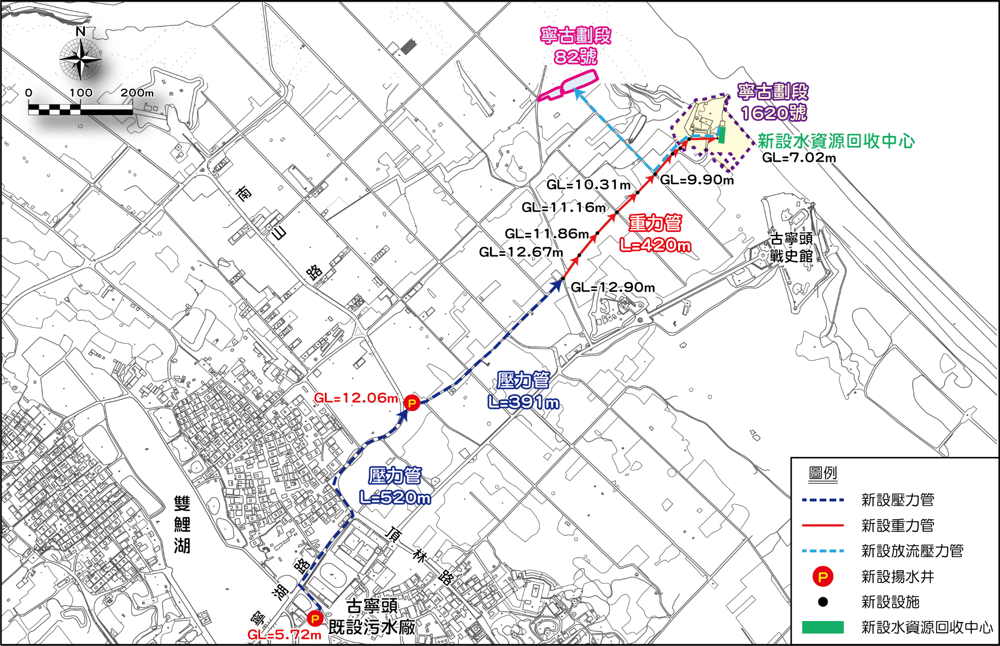 N
0 100 200m
寧古劃段
82號
寧古劃段
1620號
新設水資源回收中心
GL=7.02m
GL=9.90m
GL=10.31m
GL=11.16m
GL=11.86m
GL=12.67m
GL=12.90m
重力管
L=420m
古寧頭
戰史館
南山路
壓力管
L=391m
GL=12.06m
P
壓力管
L=520m
雙鯉湖
頂林路
寧湖路
P
GL=5.72m
古寧頭
既設污水廠
圖例
新設壓力管
新設重力管
新設放流壓力管
P 新設揚水井
新設設施
新設水資源回收中心